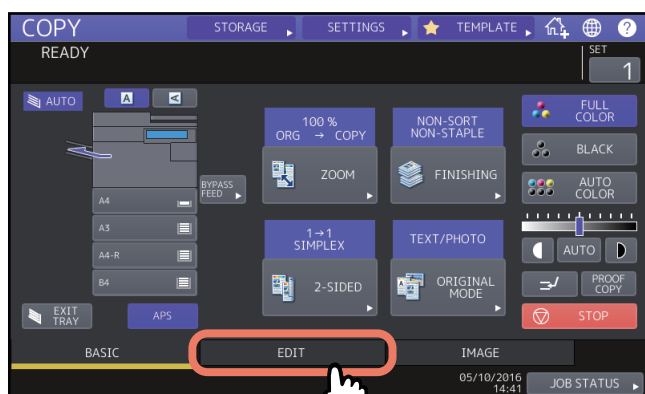 COPY
STORAGE
SETTINGS
TEMPLATE
?
READY
SET
1
AUTO
A
A
100 %
ORG → COPY
NON-SORT
NON-STAPLE
FULL
COLOR
ZOOM
FINISHING
BLACK
BYPASS
FEED
AUTO
COLOR
A4
A3
A4-R
B4
1→1
SIMPLEX
TEXT/PHOTO
AUTO
2-SIDED
ORIGINAL
MODE
PROOF
COPY
EXIT
TRAY
APS
STOP
BASIC
EDIT
IMAGE
05/10/2016
14:41
JOB STATUS